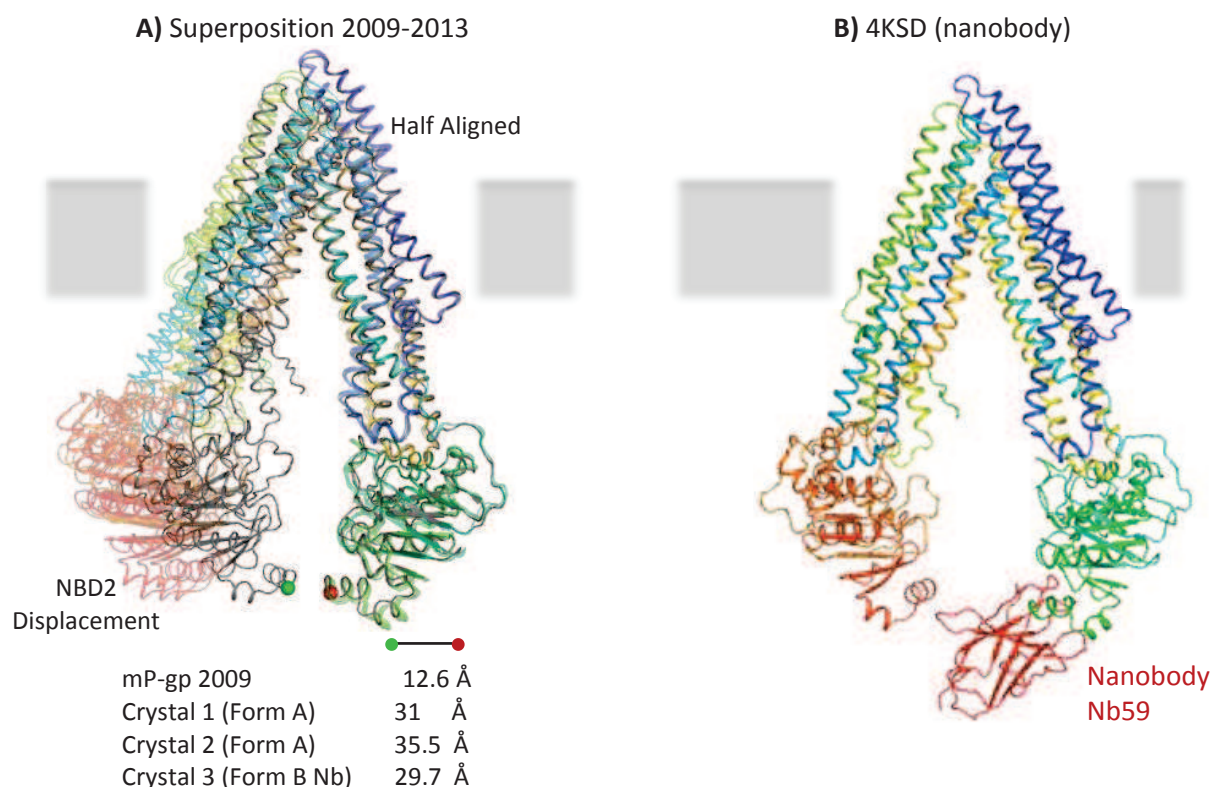 A) Superposition 2009-2013
B) 4KSD (nanobody)
Half Aligned
NBD2
Displacement
mP-gp 2009 12.6 Å
Crystal 1 (Form A) 31 Å
Crystal 2 (Form A) 35.5 Å
Crystal 3 (Form B Nb) 29.7 Å
Nanobody
Nb59